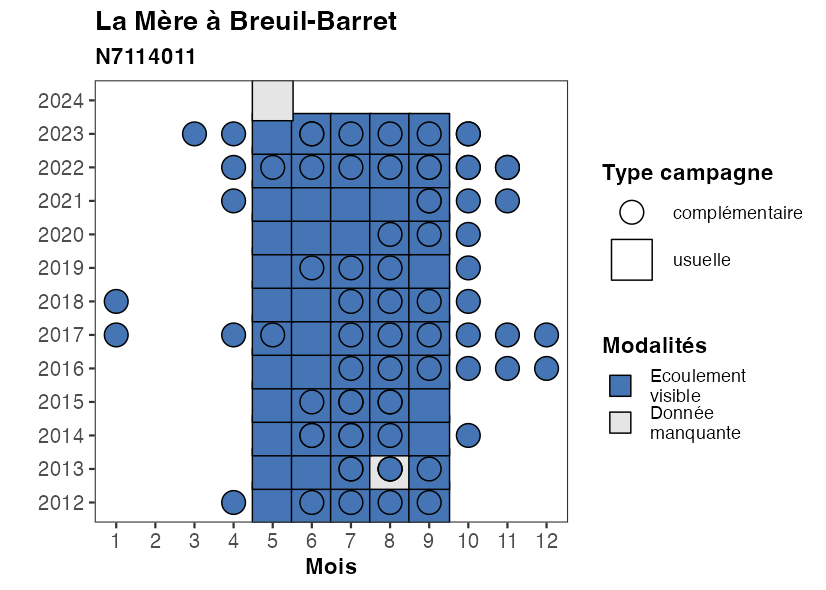 La Mère à Breuil-Barret
N7114011
2024
2023
2022
2021
2020
2019
2018
2017
2016
2015
2014
2013
2012
1 2 3 4 5 6 7 8 9 10 11 12
Mois
Type campagne
complémentaire
usuelle
Modalités
Ecoulement
visible
Donnée
manquante